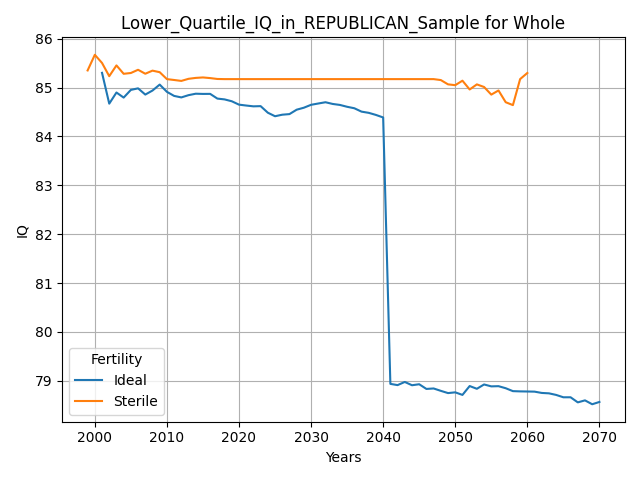 Lower_Quartile_IQ_in_REPUBLICAN_Sample for Whole
86
85
84
83
82
81
80
79
IQ
Fertility
Ideal
Sterile
2000 2010 2020 2030 2040 2050 2060 2070
Years